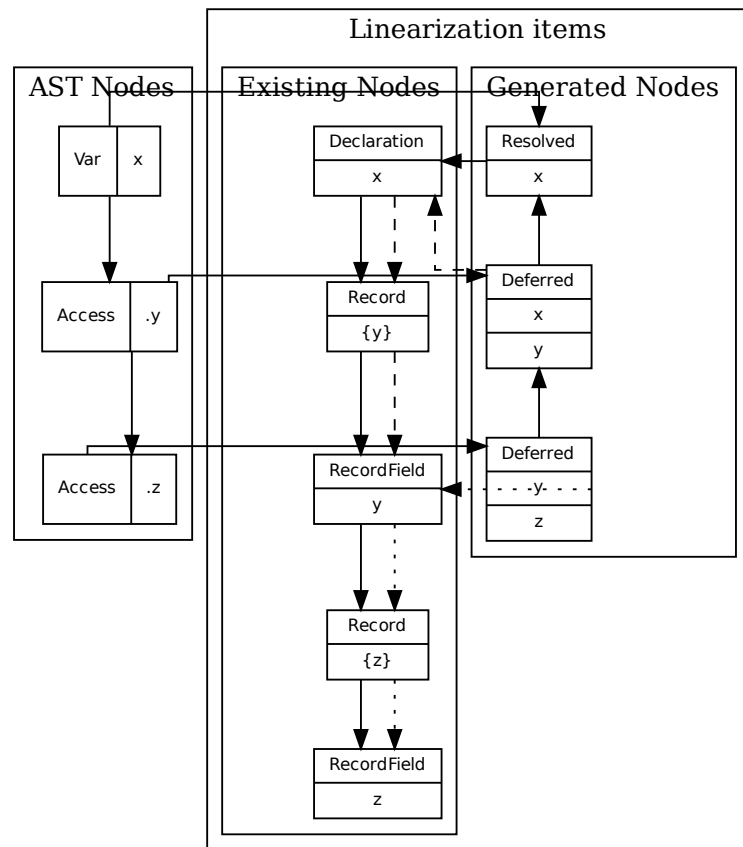 Linearization items
AST Nodes
Existing Nodes
Generated Nodes
Var
x
Declaration
x
Resolved
x
Access
.y
Record
{y}
Deferred
x
y
Access
.z
RecordField
y
Deferred
y
z
Record
{z}
RecordField
z